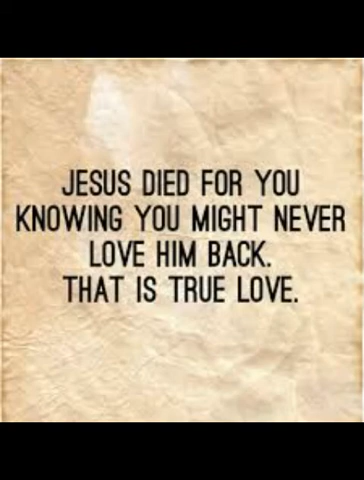 JESUS DIED FOR YOU
KNOWING YOU MIGHT NEVER
LOVE HIM BACK.
THAT IS TRUE LOVE.